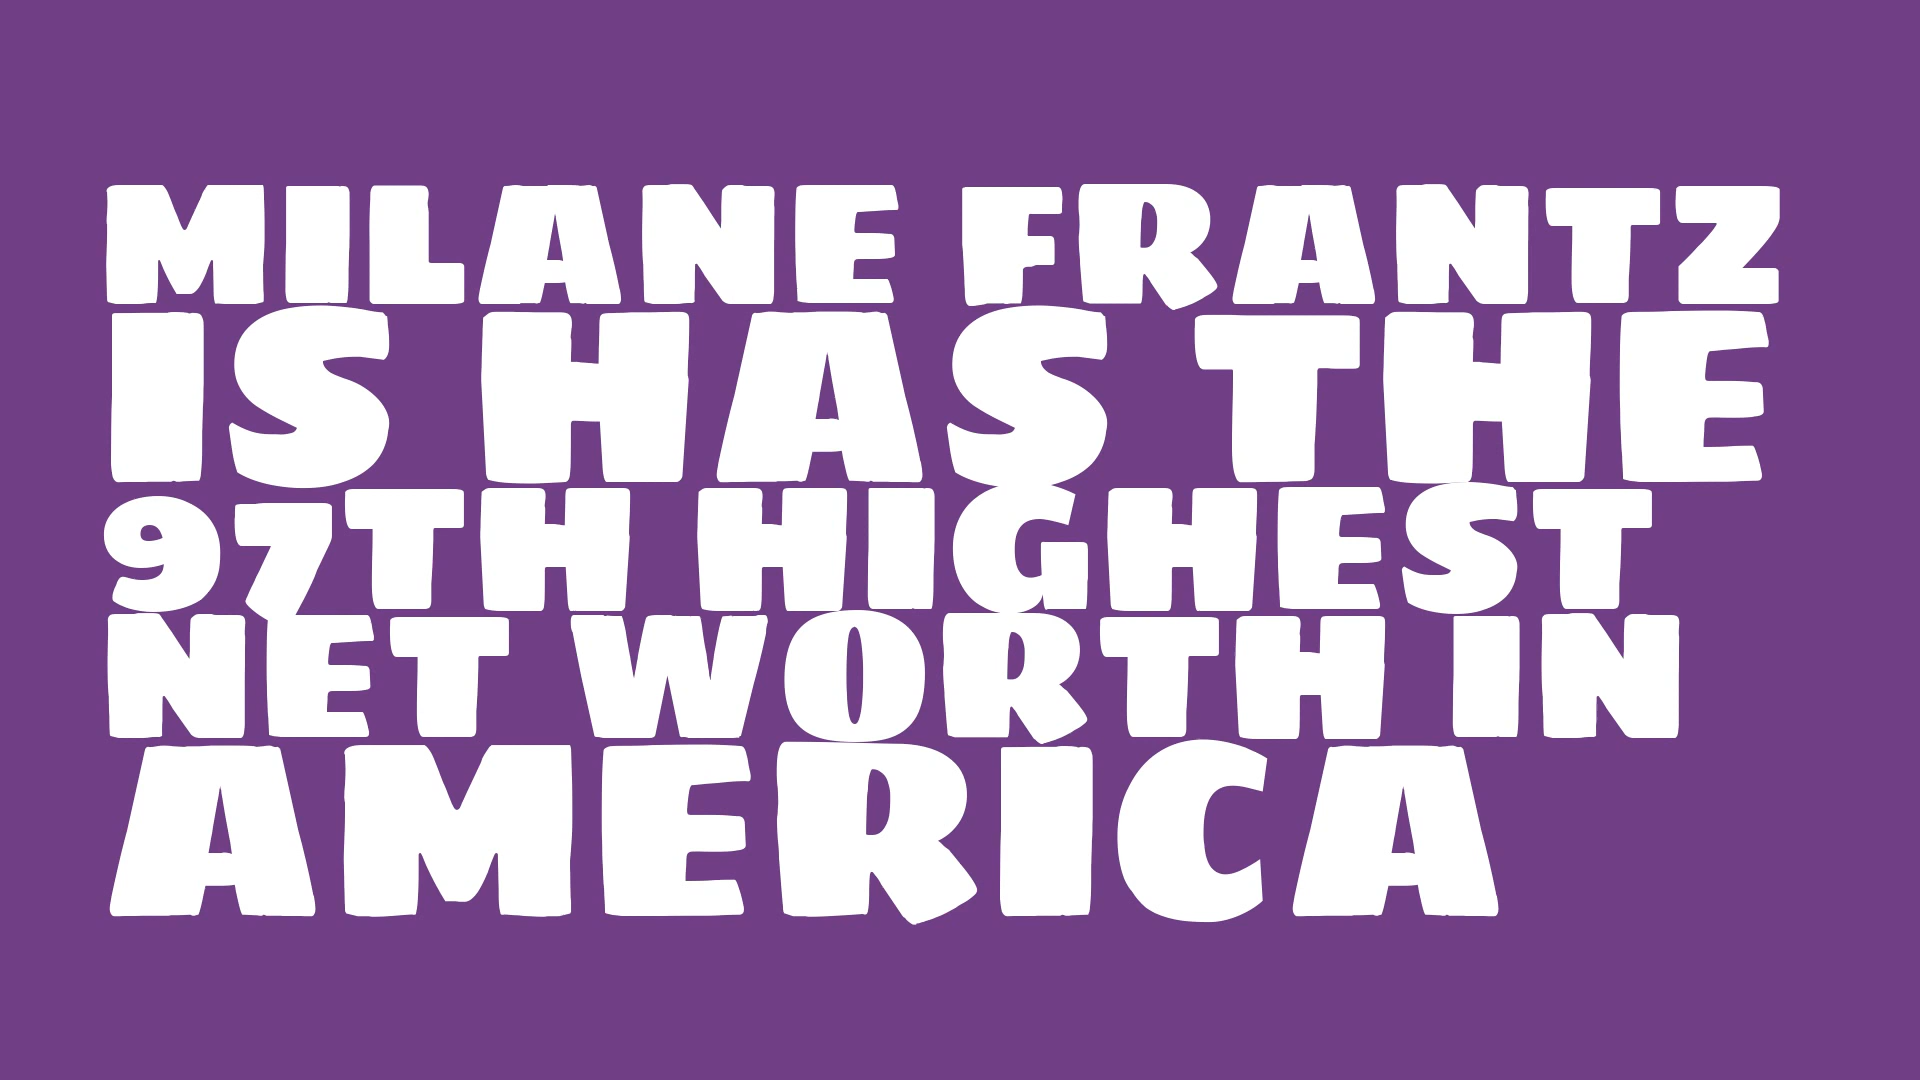 MILANE FRANTZ
IS HAS THE
97TH HIGHEST
NET WORTH IN
AMERICA